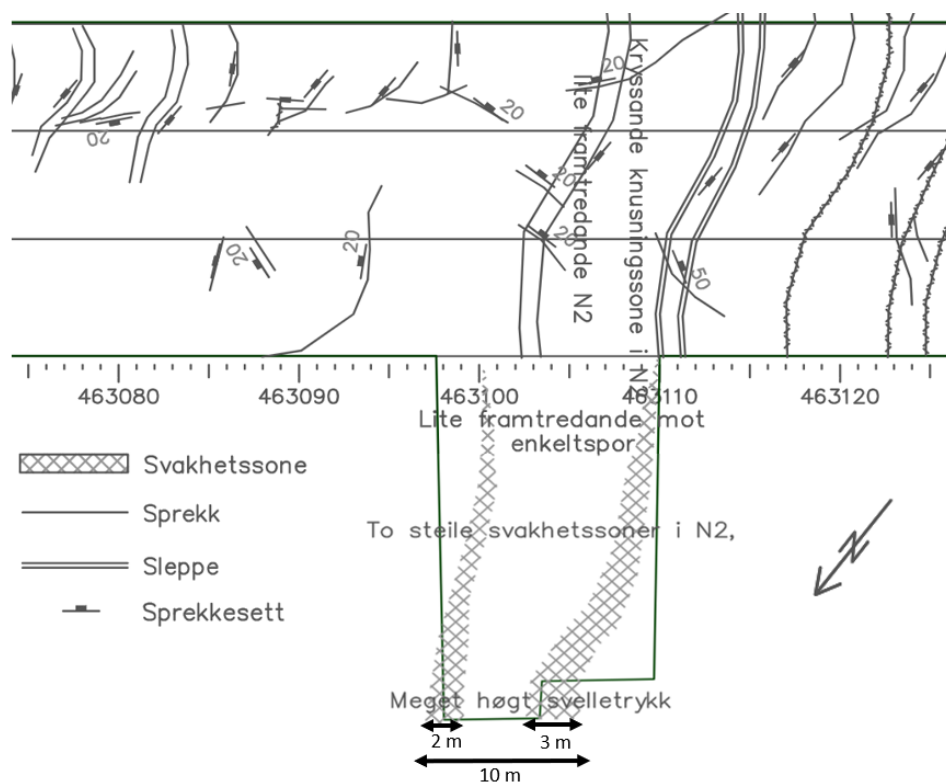 20
20
20
20
20
20
20
50
Kryssande knusningssone i N2
lite framtredande N2
463080
463090
463100
463110
463120
Lite framtredande mot
enkeltspor
Svakhetssone
Sprekk
Sleppe
Sprekkesett
To steile svakhetssoner i N2,
Meget høgt svelletrykk
2 m
3 m
10 m